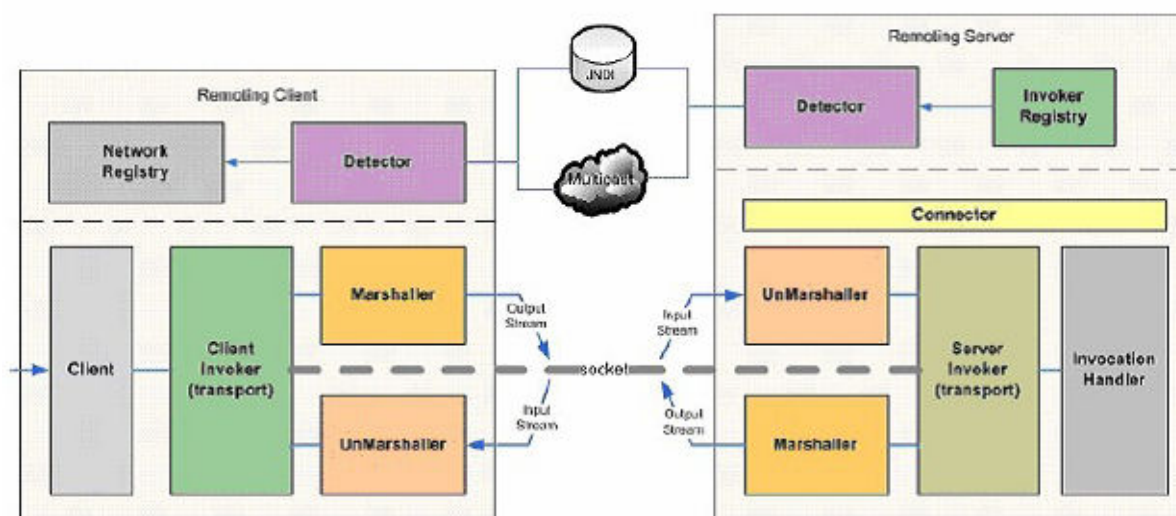 Remoting Server
JNDI
Remoting Client
Detector
Invoker
Registry
Network
Registry
Detector
Multicast
Connector
Marshaller
UnMarshaller
Output
Stream
Input
Stream
Client
Client
Invoker
(transport)
socket
Server
Invoker
(transport)
Invocation
Handler
Input
Stream
Output
Stream
UnMarshaller
Marshaller